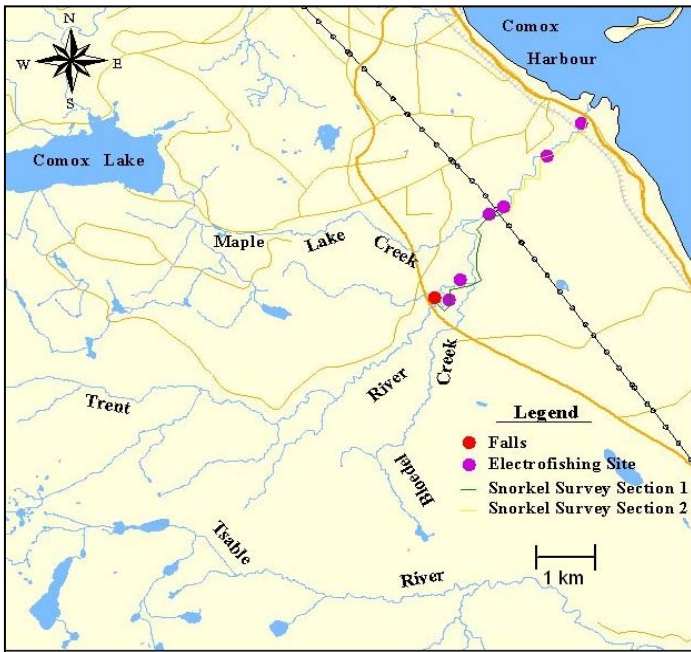 Comox
Harbour
N
W E
S
Comox Lake
Maple Lake Creek
Trent River
Bloedel Creek
Tsable River
Legend
Falls
Electrofishing Site
Snorkel Survey Section 1
Snorkel Survey Section 2
1 km